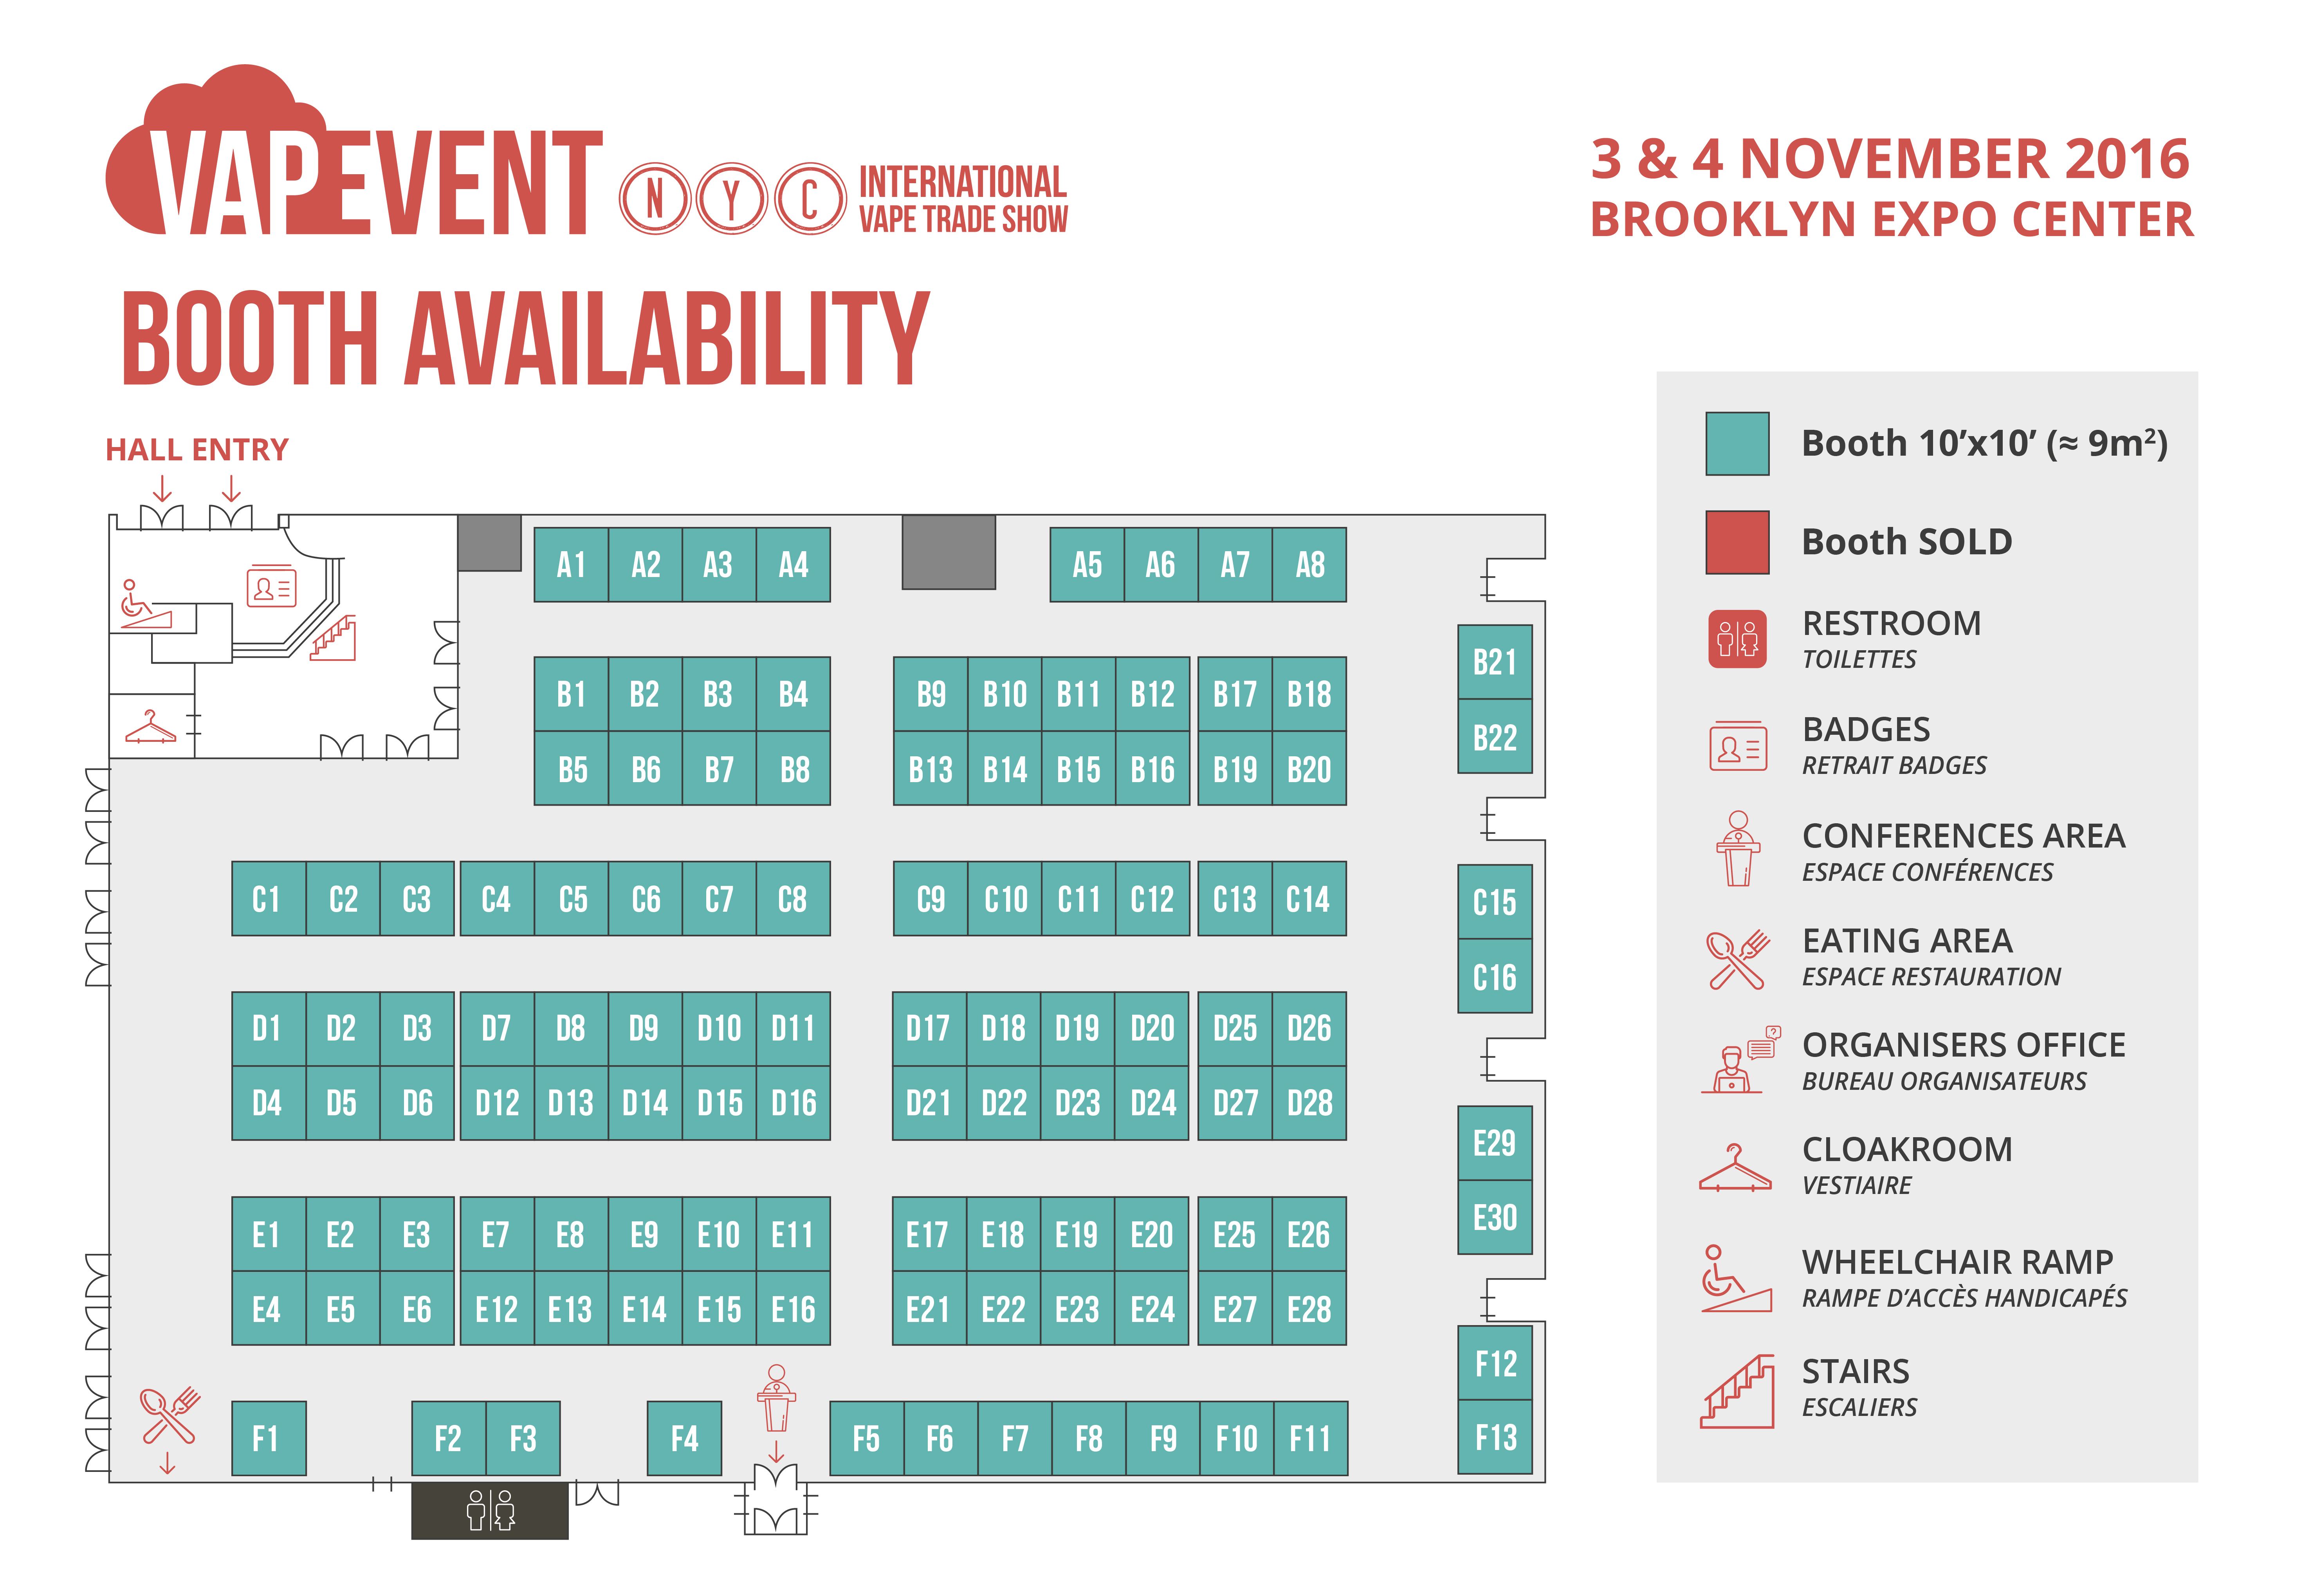 VAPEVENT N Y C INTERNATIONAL
VAPE TRADE SHOW
3 & 4 NOVEMBER 2016
BROOKLYN EXPO CENTER
BOOTH AVAILABILITY
HALL ENTRY
A1 A2 A3 A4 A5 A6 A7 A8
B1 B2 B3 B4 B9 B10 B11 B12 B17 B18
B5 B6 B7 B8 B13 B14 B15 B16 B19 B20
B21
B22
C1 C2 C3 C4 C5 C6 C7 C8 C9 C10 C11 C12 C13 C14
C15
C16
D1 D2 D3 D7 D8 D9 D10 D11 D17 D18 D19 D20 D25 D26
D4 D5 D6 D12 D13 D14 D15 D16 D21 D22 D23 D24 D27 D28
E29
E30
E1 E2 E3 E7 E8 E9 E10 E11 E17 E18 E19 E20 E25 E26
E4 E5 E6 E12 E13 E14 E15 E16 E21 E22 E23 E24 E27 E28
F12
F13
F1 F2 F3 F4 F5 F6 F7 F8 F9 F10 F11
Booth 10’x10’ (≈ 9m²)
Booth SOLD
RESTROOM
TOILETTES
BADGES
RETRAIT BADGES
CONFERENCES AREA
ESPACE CONFÉRENCES
EATING AREA
ESPACE RESTAURATION
?
ORGANISERS OFFICE
BUREAU ORGANISATEURS
CLOAKROOM
VESTIAIRE
WHEELCHAIR RAMP
RAMPE D’ACCÈS HANDICAPÉS
STAIRS
ESCALIERS